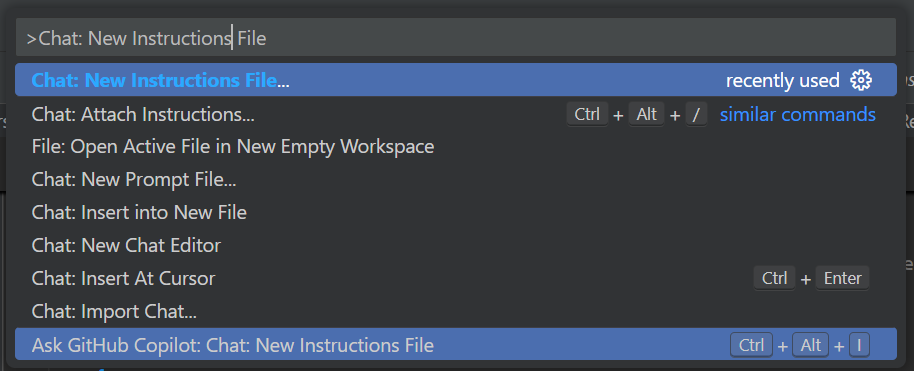 >Chat: New Instructions File
Chat: New Instructions File... recently used
Chat: Attach Instructions... Ctrl + Alt + / similar commands
File: Open Active File in New Empty Workspace
Chat: New Prompt File...
Chat: Insert into New File
Chat: New Chat Editor
Chat: Insert At Cursor Ctrl + Enter
Chat: Import Chat...
Ask GitHub Copilot: Chat: New Instructions File Ctrl + Alt + I